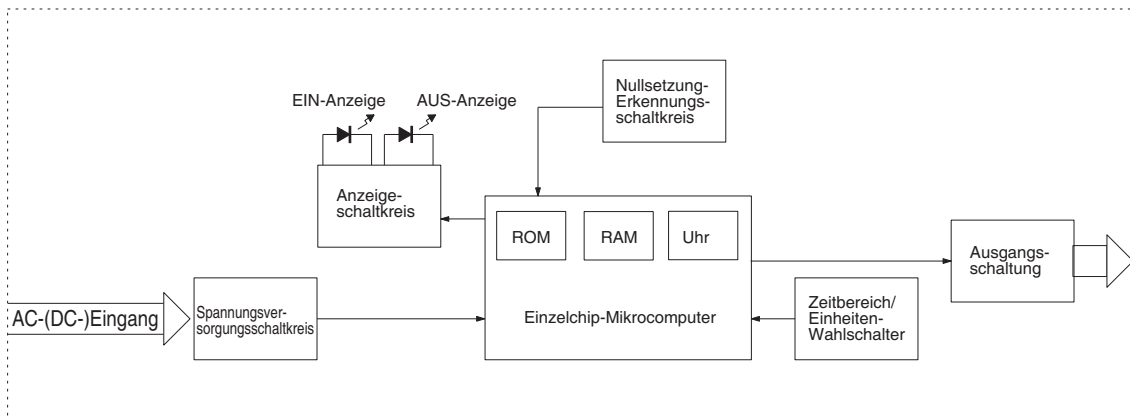 Nullsetzung-
Erkennungs-
schaltkreis
EIN-Anzeige
AUS-Anzeige
Anzeige-
schaltkreis
ROM
RAM
Uhr
Ausgangs-
schaltung
AC-(DC-)Eingang
Spannungsver-
sorgungsschaltkreis
Einzelchip-Mikrocomputer
Zeitbereich/
Einheiten-
Wahlschalter